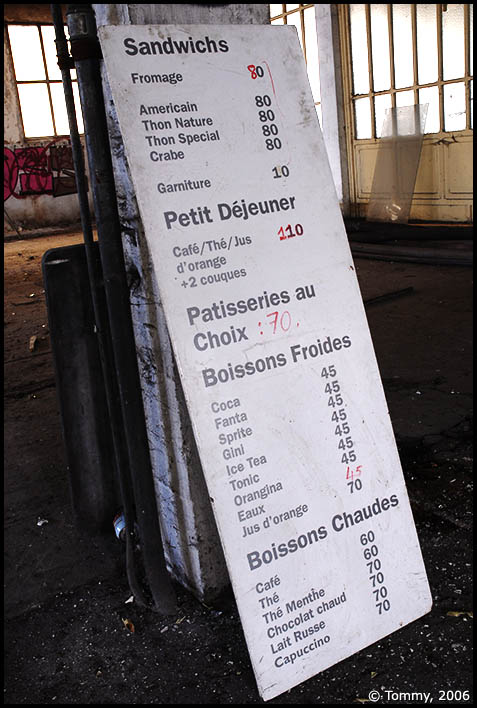 Sandwichs
Fromage 80
Americain 80
Thon Nature 80
Thon Special 80
Crabe 80
Garniture 10
Petit Déjeuner
Café/Thé/Jus 110
d'orange
+2 couques
Patisseries au
Choix :70
Boissons Froides
Coca 45
Fanta 45
Sprite 45
Gini 45
Ice Tea 45
Tonic 45
Orangina 45
Eaux 45
Jus d'orange 70
Boissons Chaudes
Café 60
Thé 60
Thé Menthe 70
Chocolat chaud 70
Lait Russe 70
Capuccino 70
© Tommy, 2006